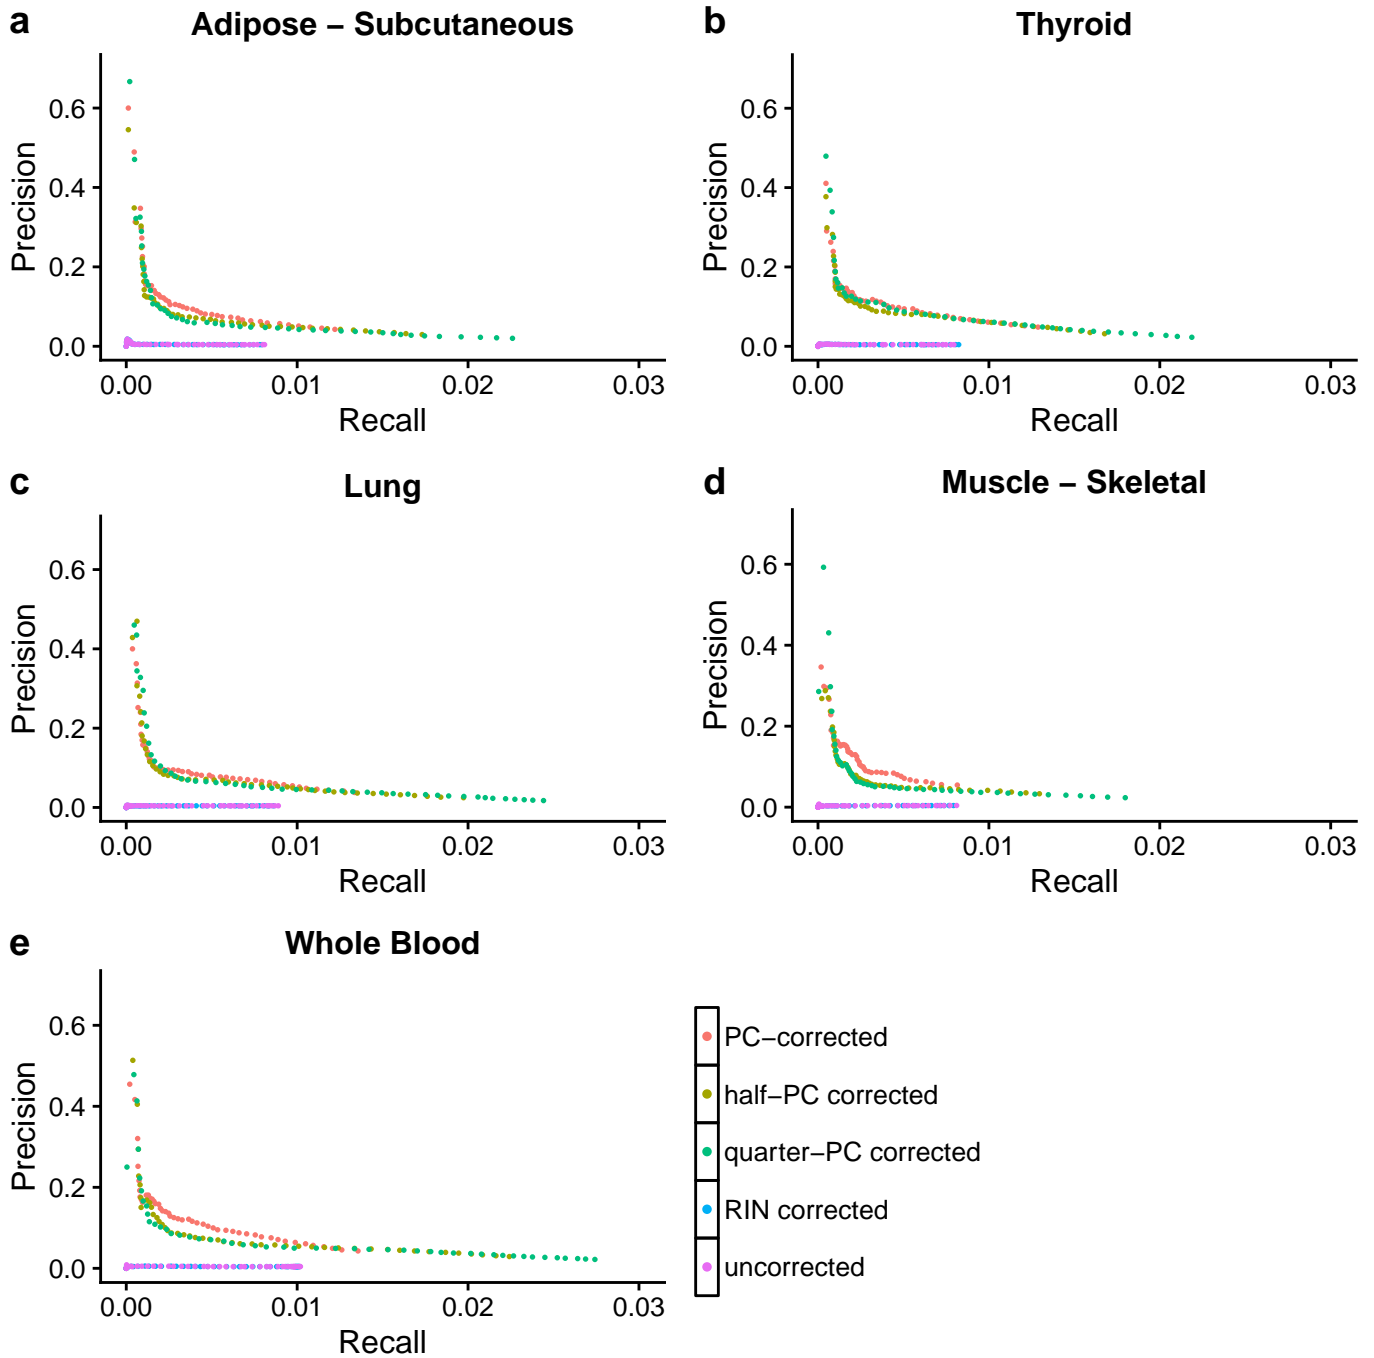 a
Adipose – Subcutaneous
Precision
0.6
0.4
0.2
0.0
0.00 0.01 0.02 0.03
Recall
b
Thyroid
Precision
0.6
0.4
0.2
0.0
0.00 0.01 0.02 0.03
Recall
c
Lung
Precision
0.6
0.4
0.2
0.0
0.00 0.01 0.02 0.03
Recall
d
Muscle – Skeletal
Precision
0.6
0.4
0.2
0.0
0.00 0.01 0.02 0.03
Recall
e
Whole Blood
Precision
0.6
0.4
0.2
0.0
0.00 0.01 0.02 0.03
Recall
PC−corrected
half−PC corrected
quarter−PC corrected
RIN corrected
uncorrected